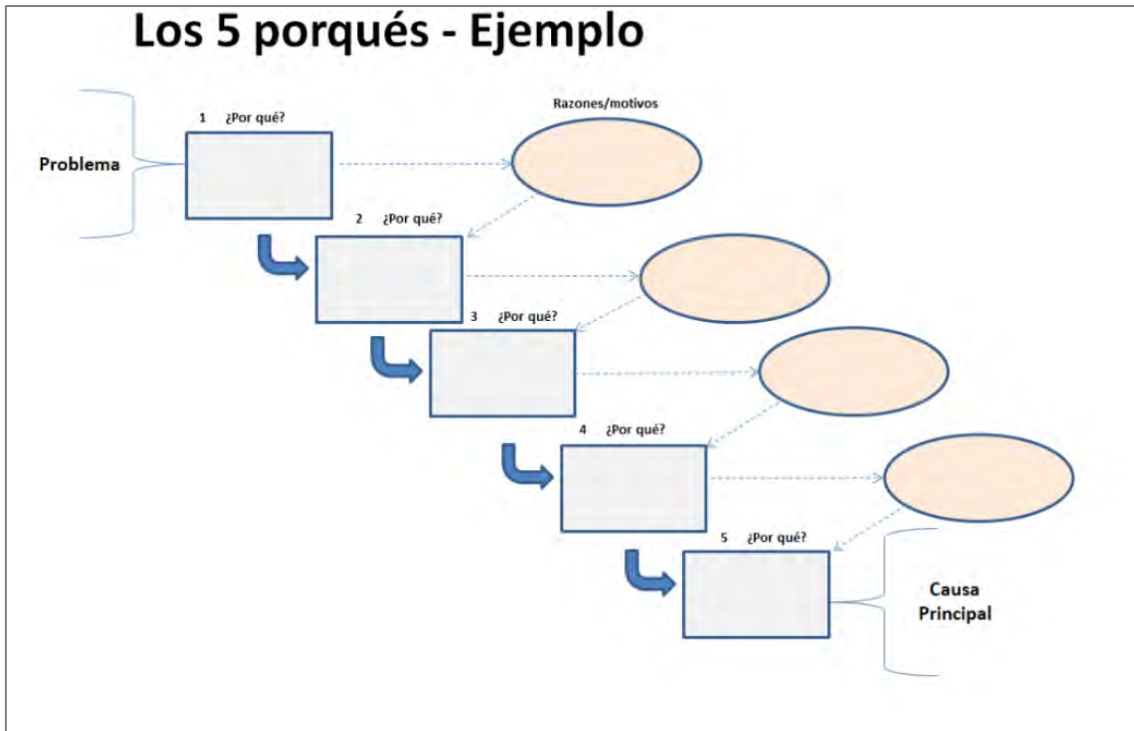 Los 5 porqués - Ejemplo
Razones/motivos
1 ¿Por qué?
Problema
2 ¿Por qué?
3 ¿Por qué?
4 ¿Por qué?
5 ¿Por qué?
Causa
Principal